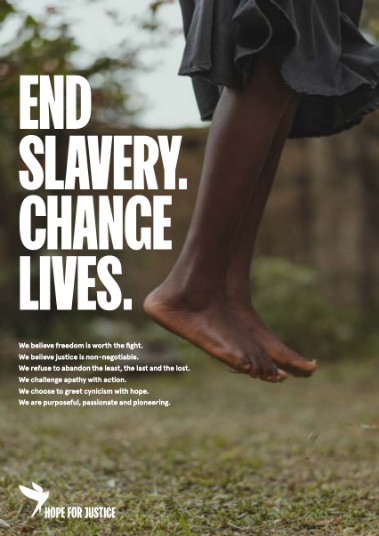 END
SLAVERY.
CHANGE
LIVES.
We believe freedom is worth the fight.
We believe justice is non-negotiable.
We refuse to abandon the least, the last and the lost.
We challenge apathy with action.
We choose to greet cynicism with hope.
We are purposeful, passionate and pioneering.
HOPE FOR JUSTICE